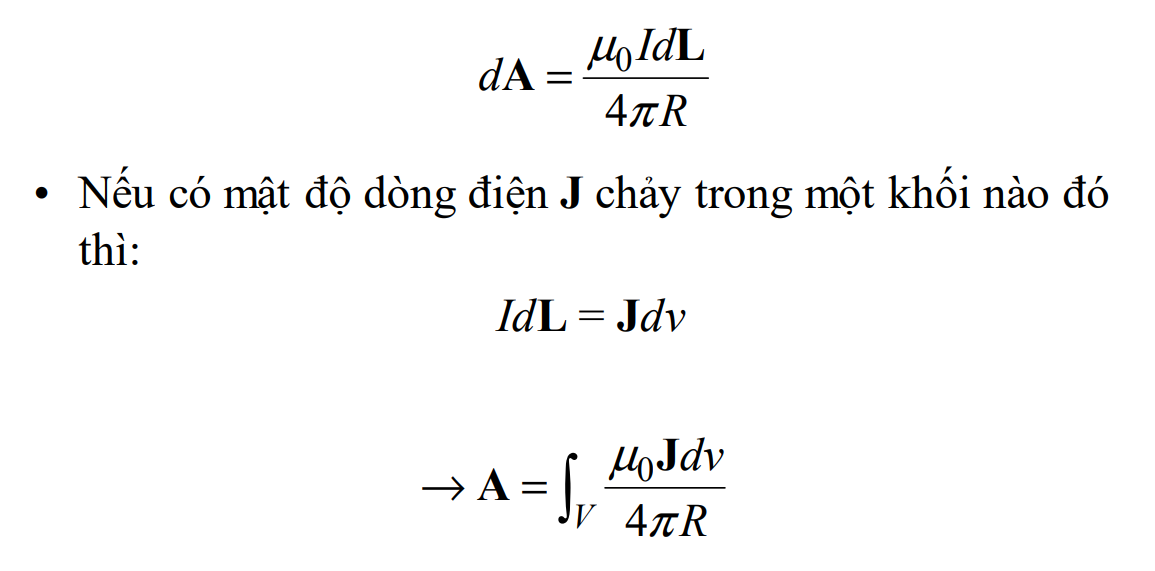 d𝐀 = μ₀Id𝐋 / 4πR
• Nếu có mật độ dòng điện 𝐉 chảy trong một khối nào đó
thì:
Id𝐋 = 𝐉dv
→ 𝐀 = ∫_V μ₀𝐉dv / 4πR